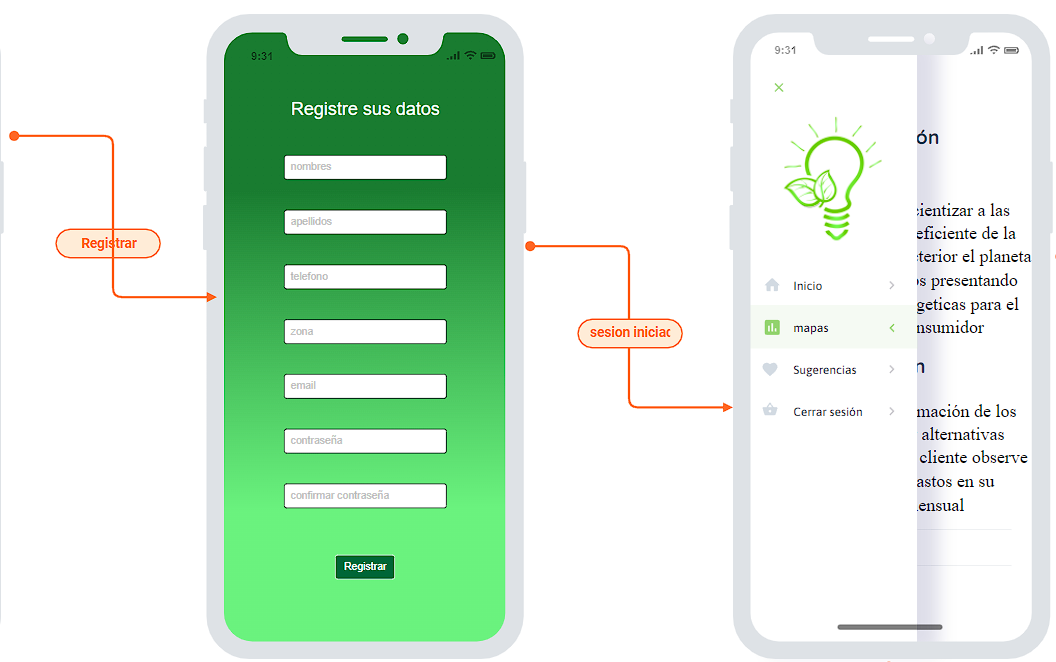 Registrar
9:31
Registre sus datos
nombres
apellidos
telefono
zona
email
contraseña
confirmar contraseña
Registrar
sesion iniciac
9:31
Inicio
mapas
Sugerencias
Cerrar sesión
ón
cientizar a las
eficiente de la
terior el planeta
os presentando
geticas para el
nsumidor
n
mación de los
alternativas
cliente observe
astos en su
ensual